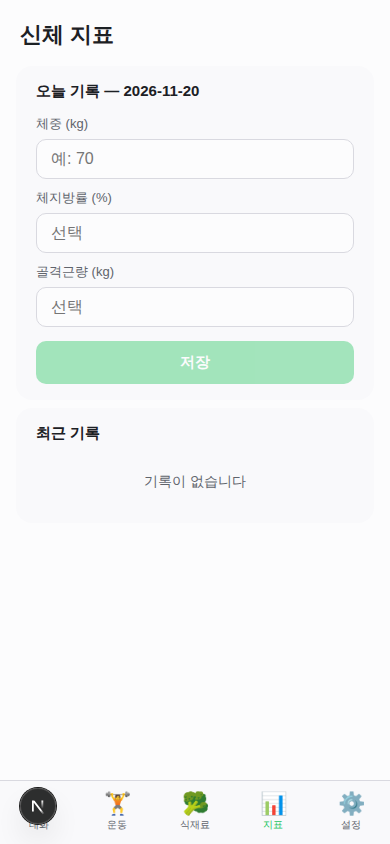 신체 지표
오늘 기록 — 2026-11-20
체중 (kg)
예: 70
체지방률 (%)
선택
골격근량 (kg)
선택
저장
최근 기록
기록이 없습니다
N
운동
식재료
지표
설정